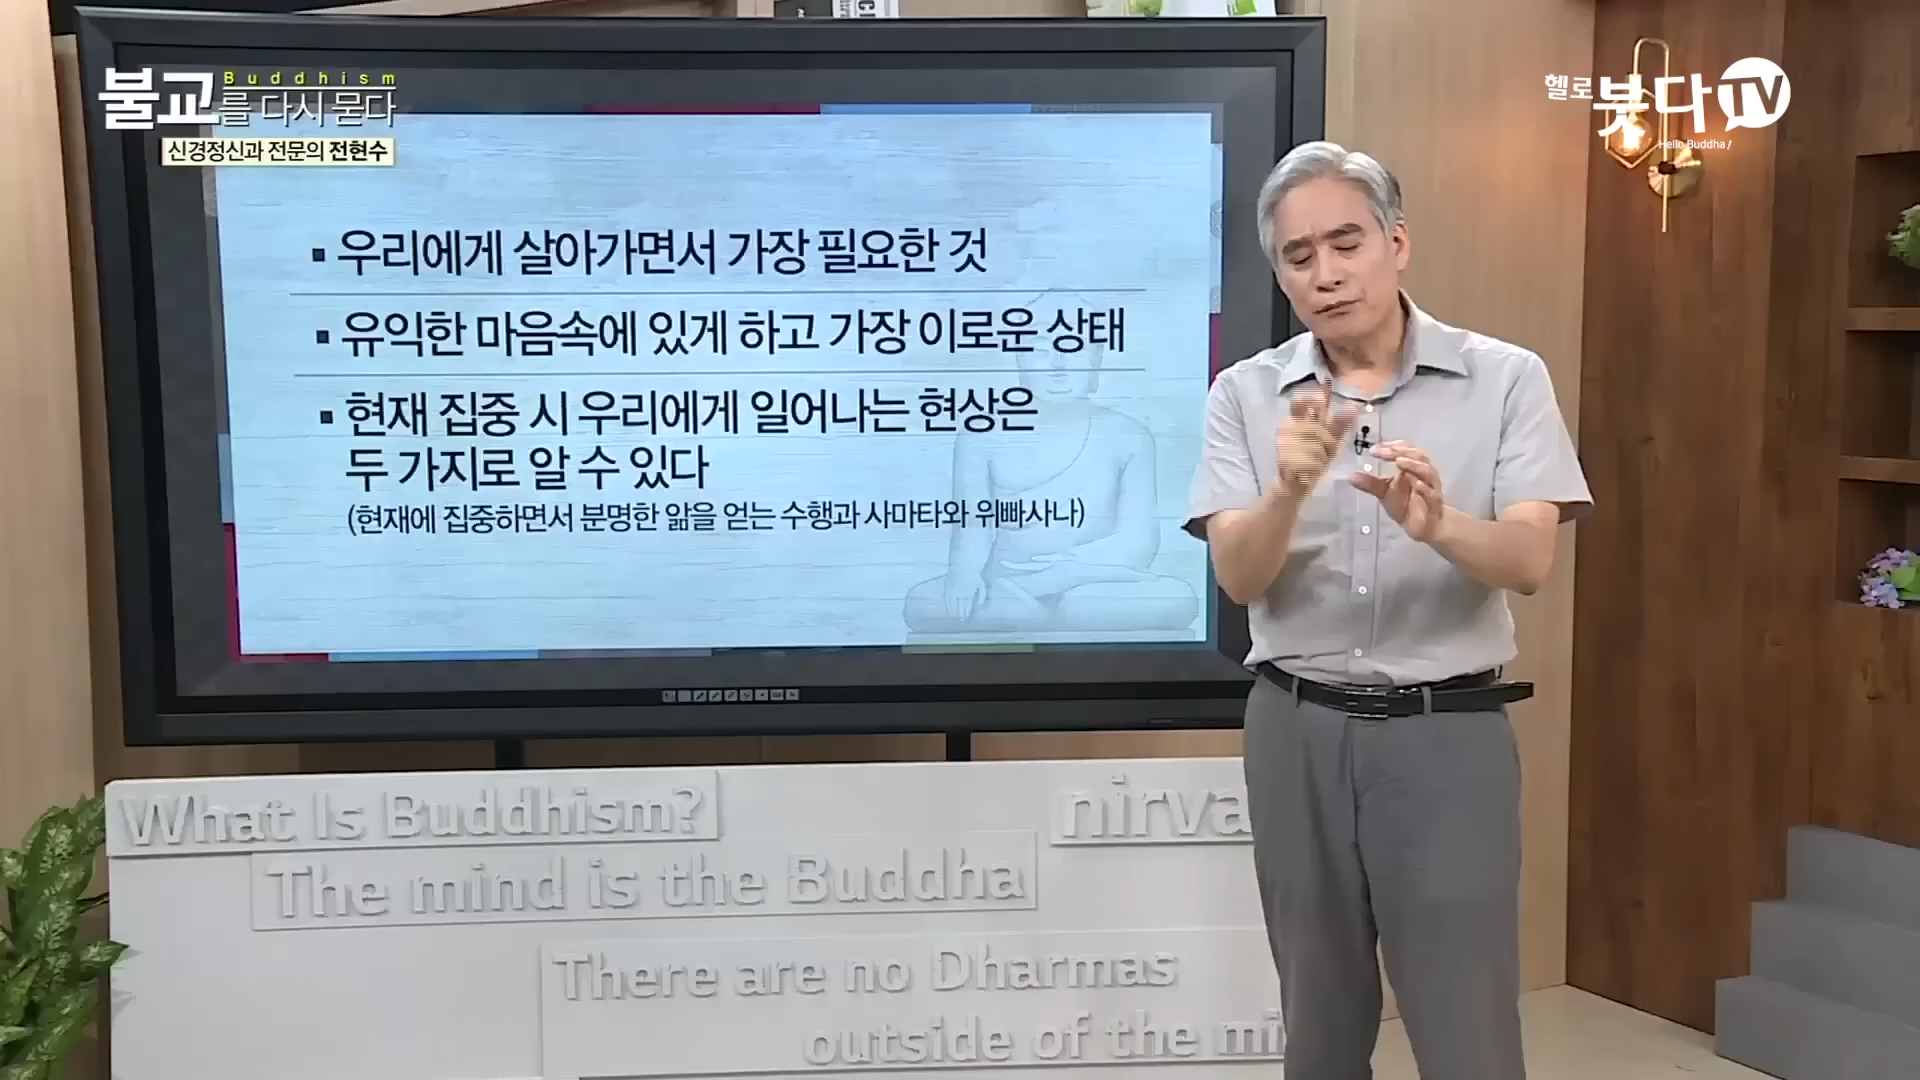 Buddhism
불교를 다시 묻다
신경정신과 전문의 전현수
헬로붓다TV
Hello Buddha!
▪ 우리에게 살아가면서 가장 필요한 것
▪ 유익한 마음속에 있게 하고 가장 이로운 상태
▪ 현재 집중 시 우리에게 일어나는 현상은
두 가지로 알 수 있다
(현재에 집중하면서 분명한 앎을 얻는 수행과 사마타와 위빠사나)
What Is Buddhism?
nirva
The mind is the Buddha
There are no Dharmas
outside of the mi